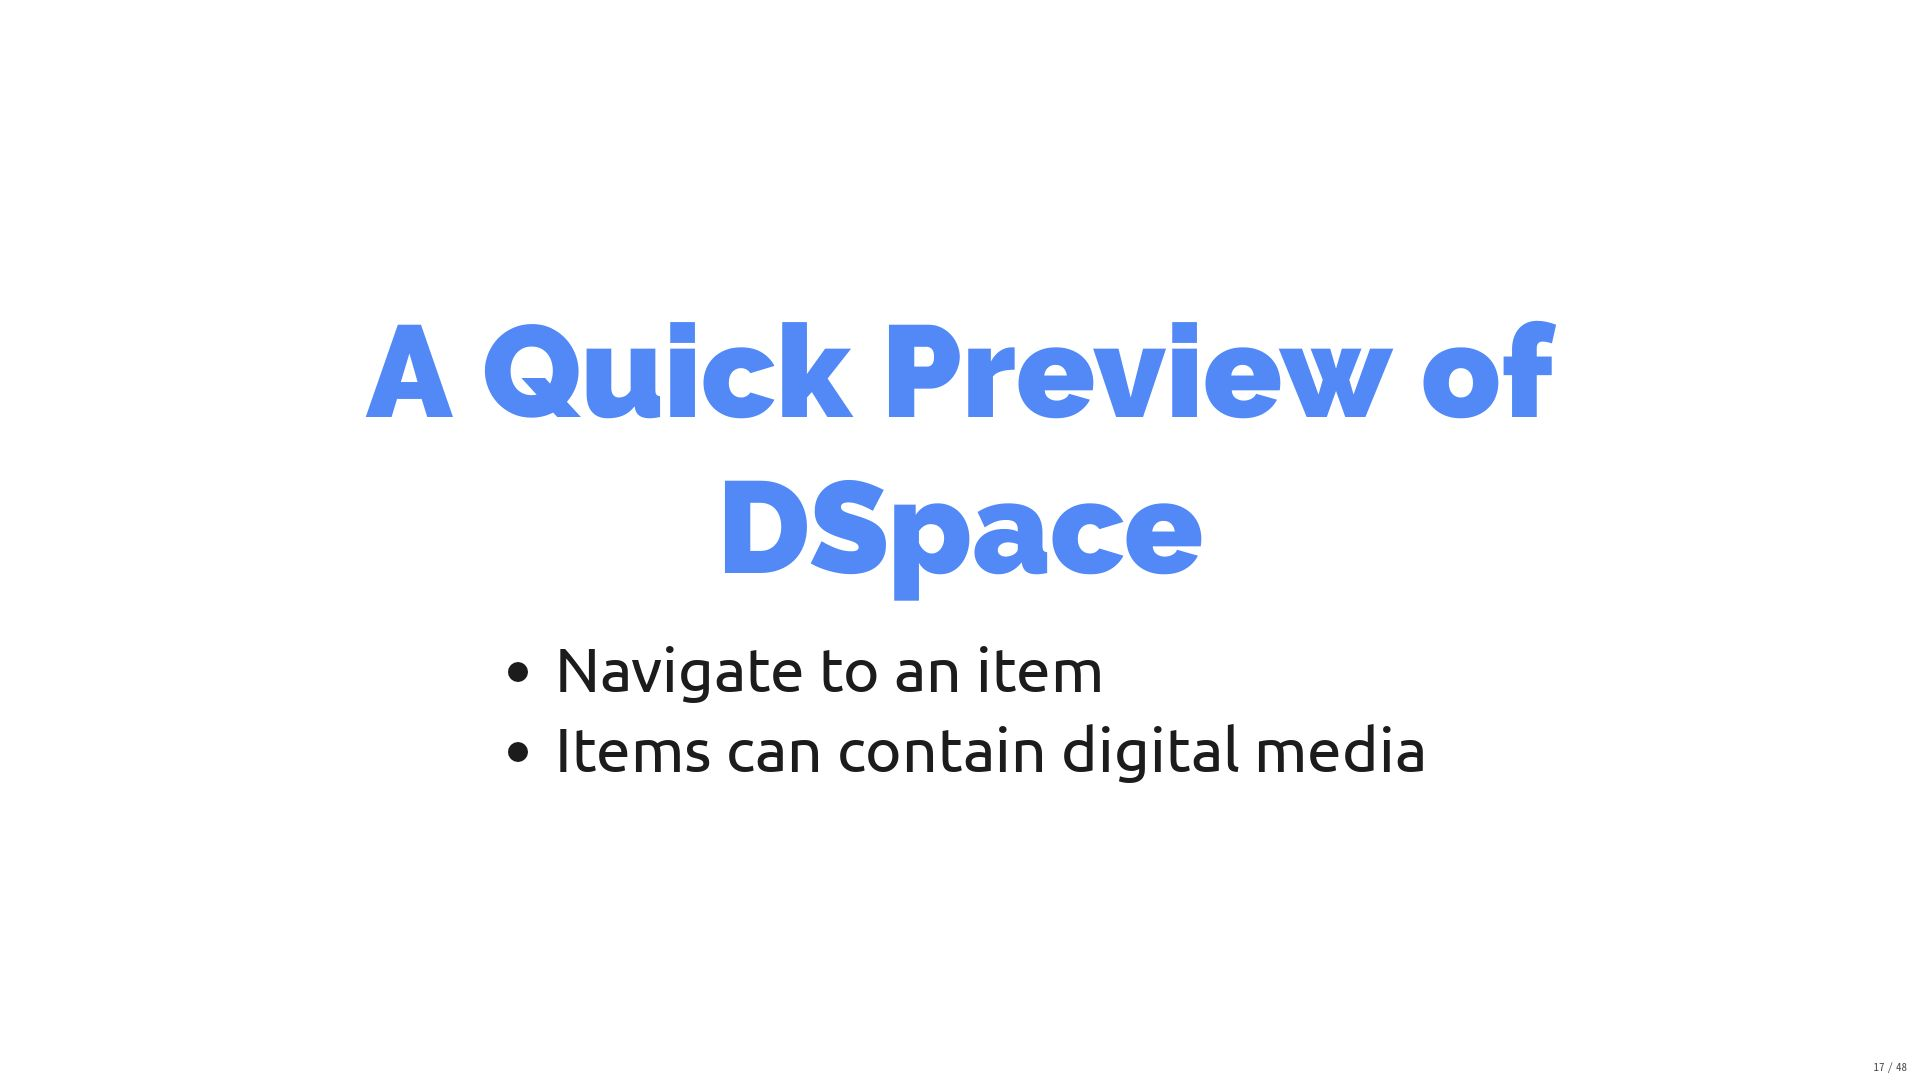 A Quick Preview of
DSpace
• Navigate to an item
• Items can contain digital media
17 / 48